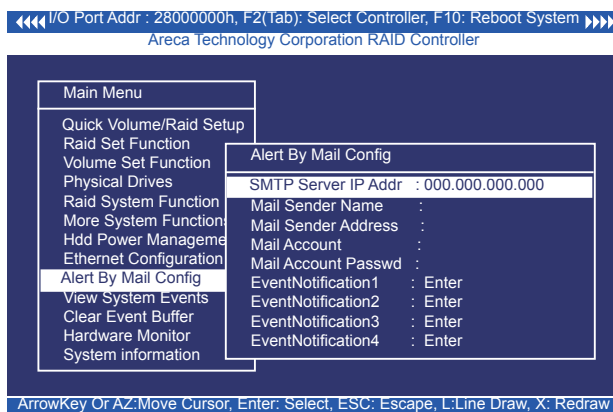 I/O Port Addr : 28000000h, F2(Tab): Select Controller, F10: Reboot System
Areca Technology Corporation RAID Controller
Main Menu
Quick Volume/Raid Setup
Raid Set Function
Volume Set Function
Physical Drives
Raid System Function
More System Functions
Hdd Power Manageme
Ethernet Configuration
Alert By Mail Config
View System Events
Clear Event Buffer
Hardware Monitor
System information
Alert By Mail Config
SMTP Server IP Addr : 000.000.000.000
Mail Sender Name :
Mail Sender Address :
Mail Account :
Mail Account Passwd :
EventNotification1 : Enter
EventNotification2 : Enter
EventNotification3 : Enter
EventNotification4 : Enter
ArrowKey Or AZ:Move Cursor, Enter: Select, ESC: Escape, L:Line Draw, X: Redraw